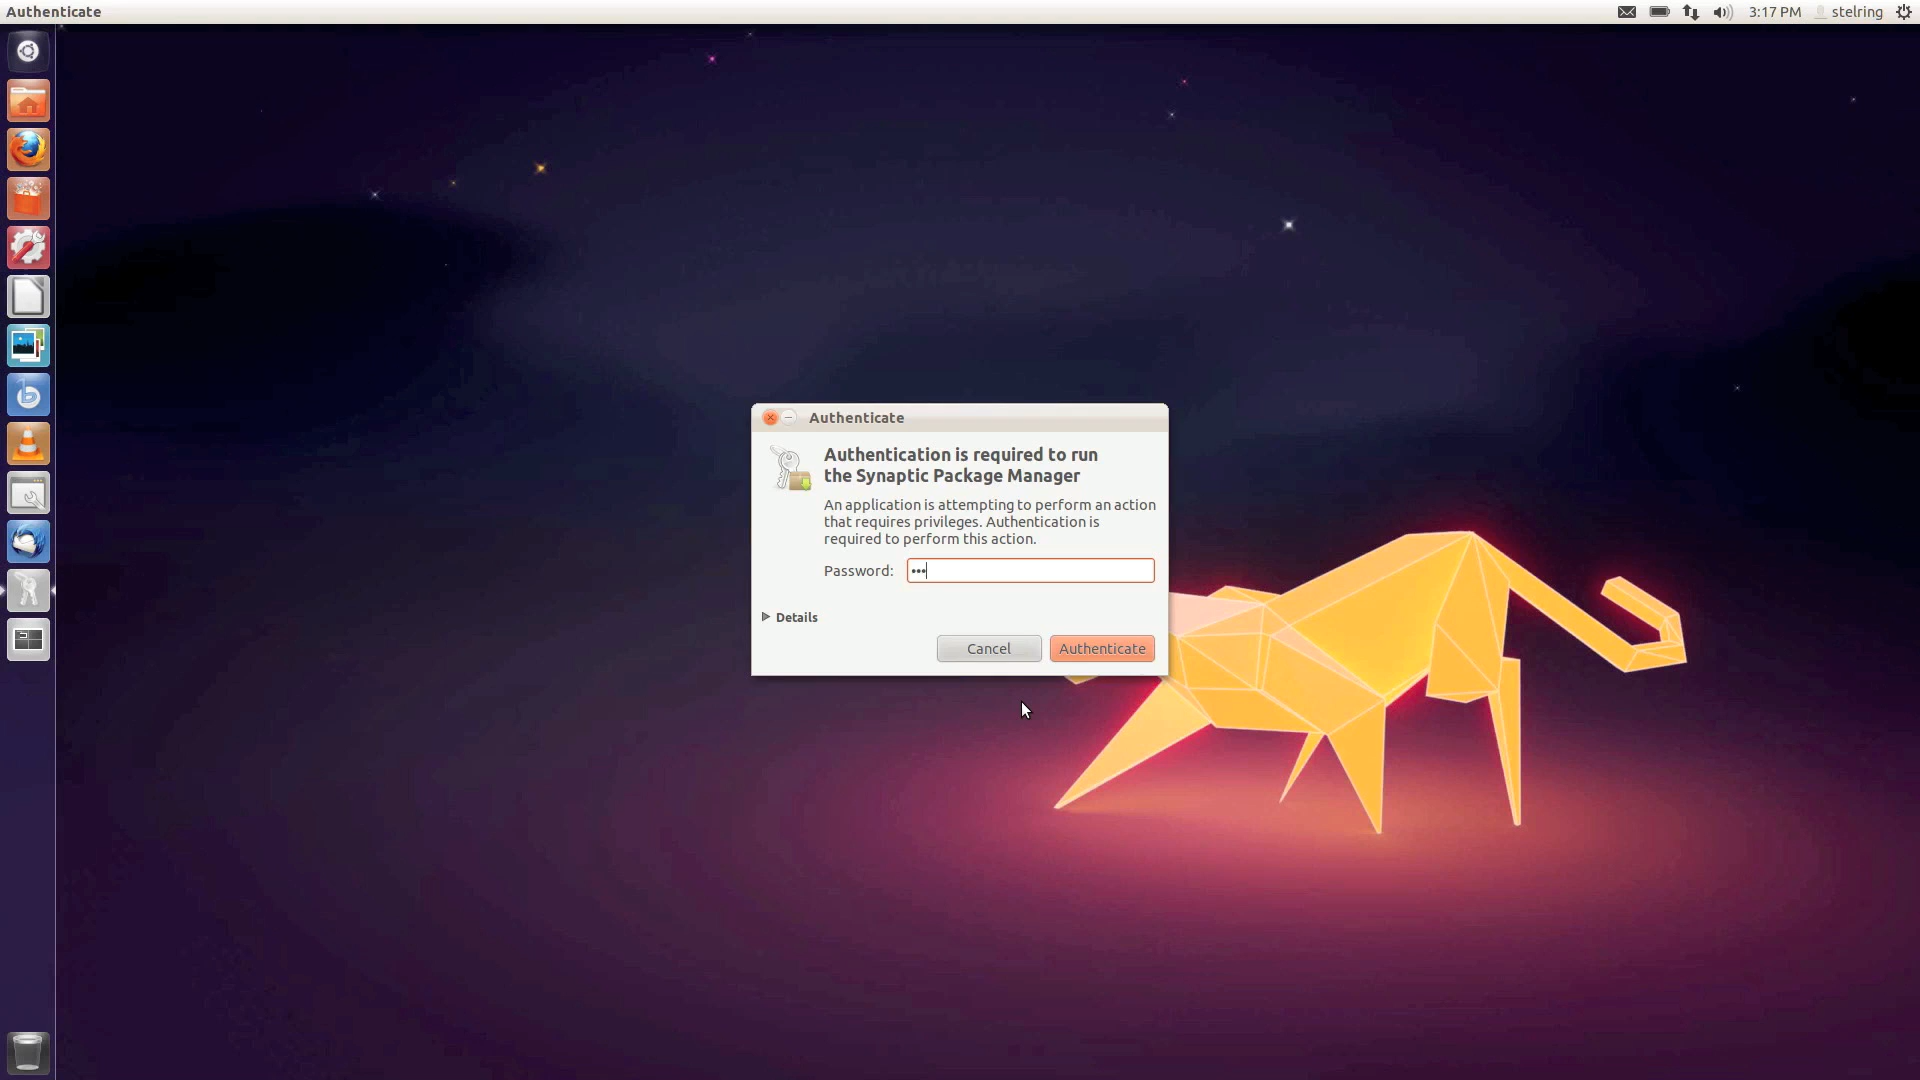 Authenticate
3:17 PM
stelring
Authenticate
Authentication is required to run
the Synaptic Package Manager
An application is attempting to perform an action
that requires privileges. Authentication is
required to perform this action.
Password: •••
Details
Cancel
Authenticate